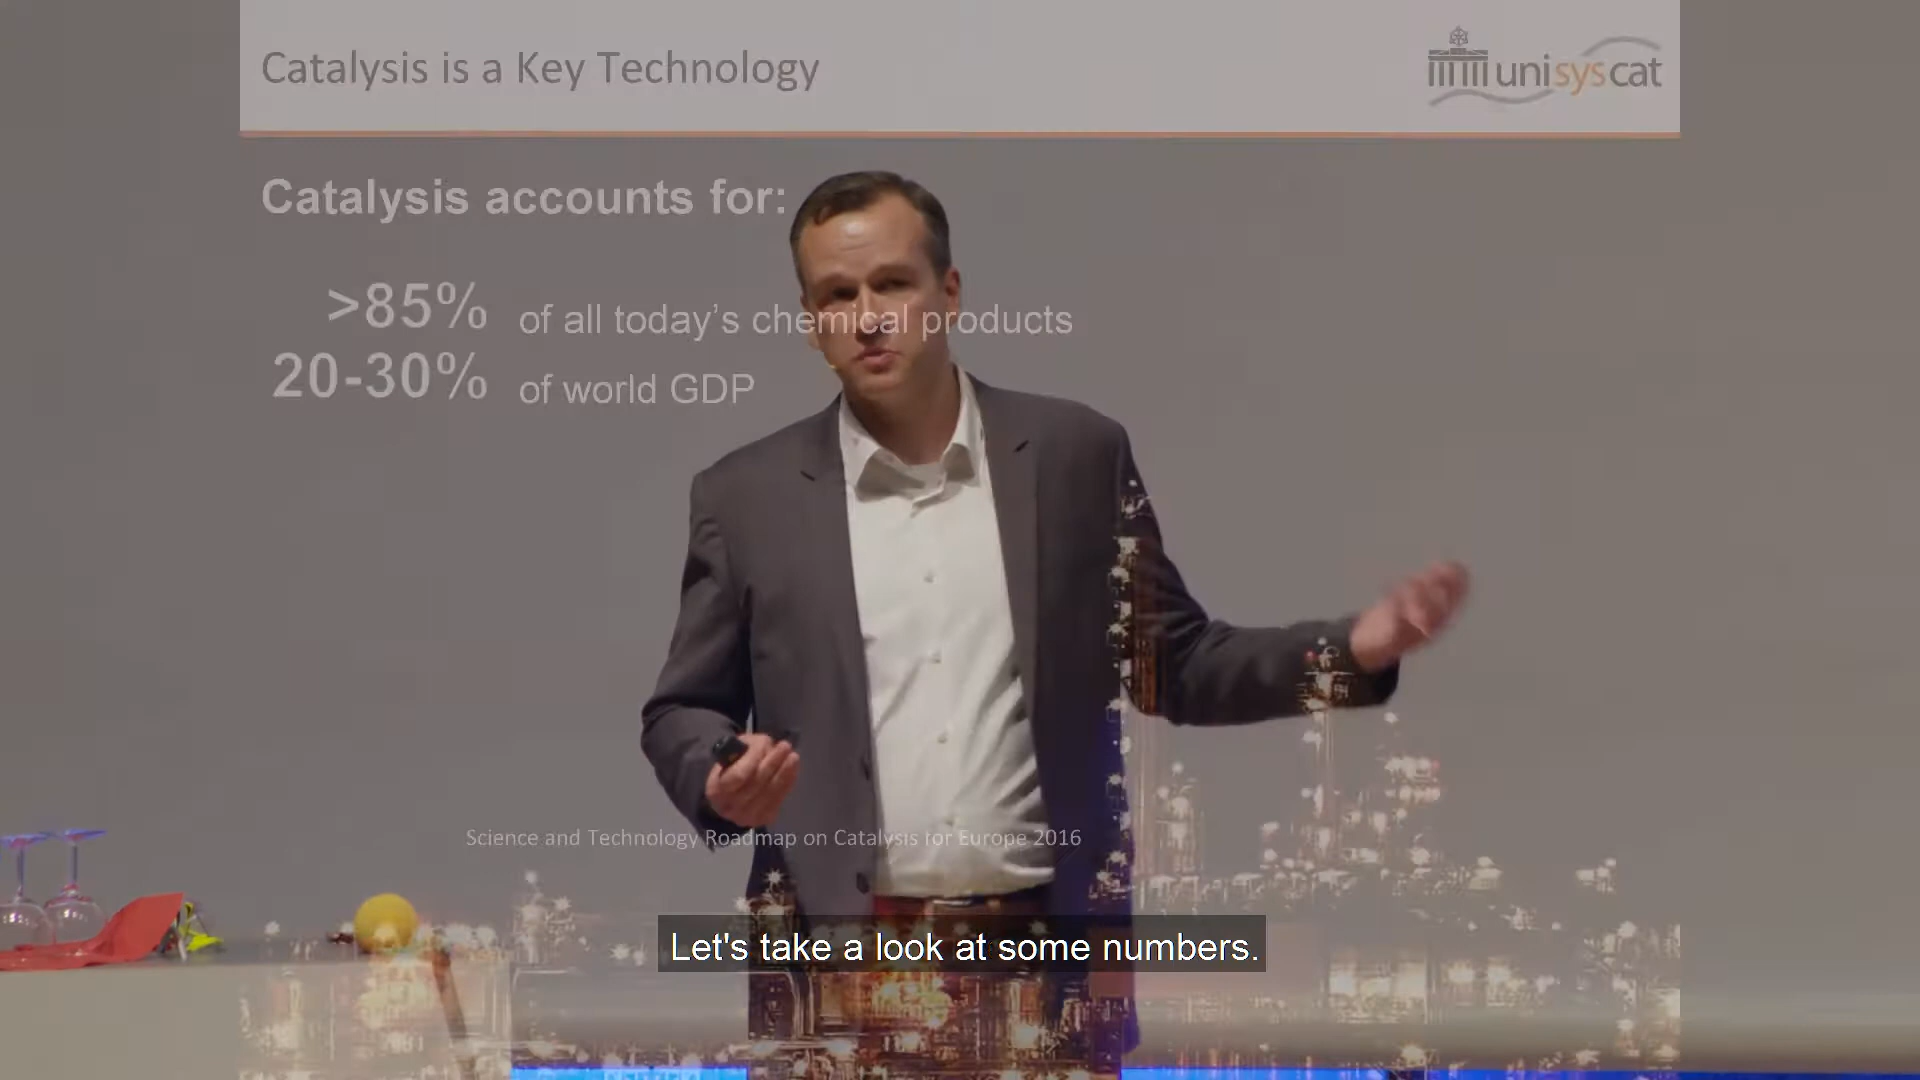 Catalysis is a Key Technology
unisyscat
Catalysis accounts for:
>85% of all today’s chemical products
20-30% of world GDP
Science and Technology Roadmap on Catalysis for Europe 2016
Let's take a look at some numbers.